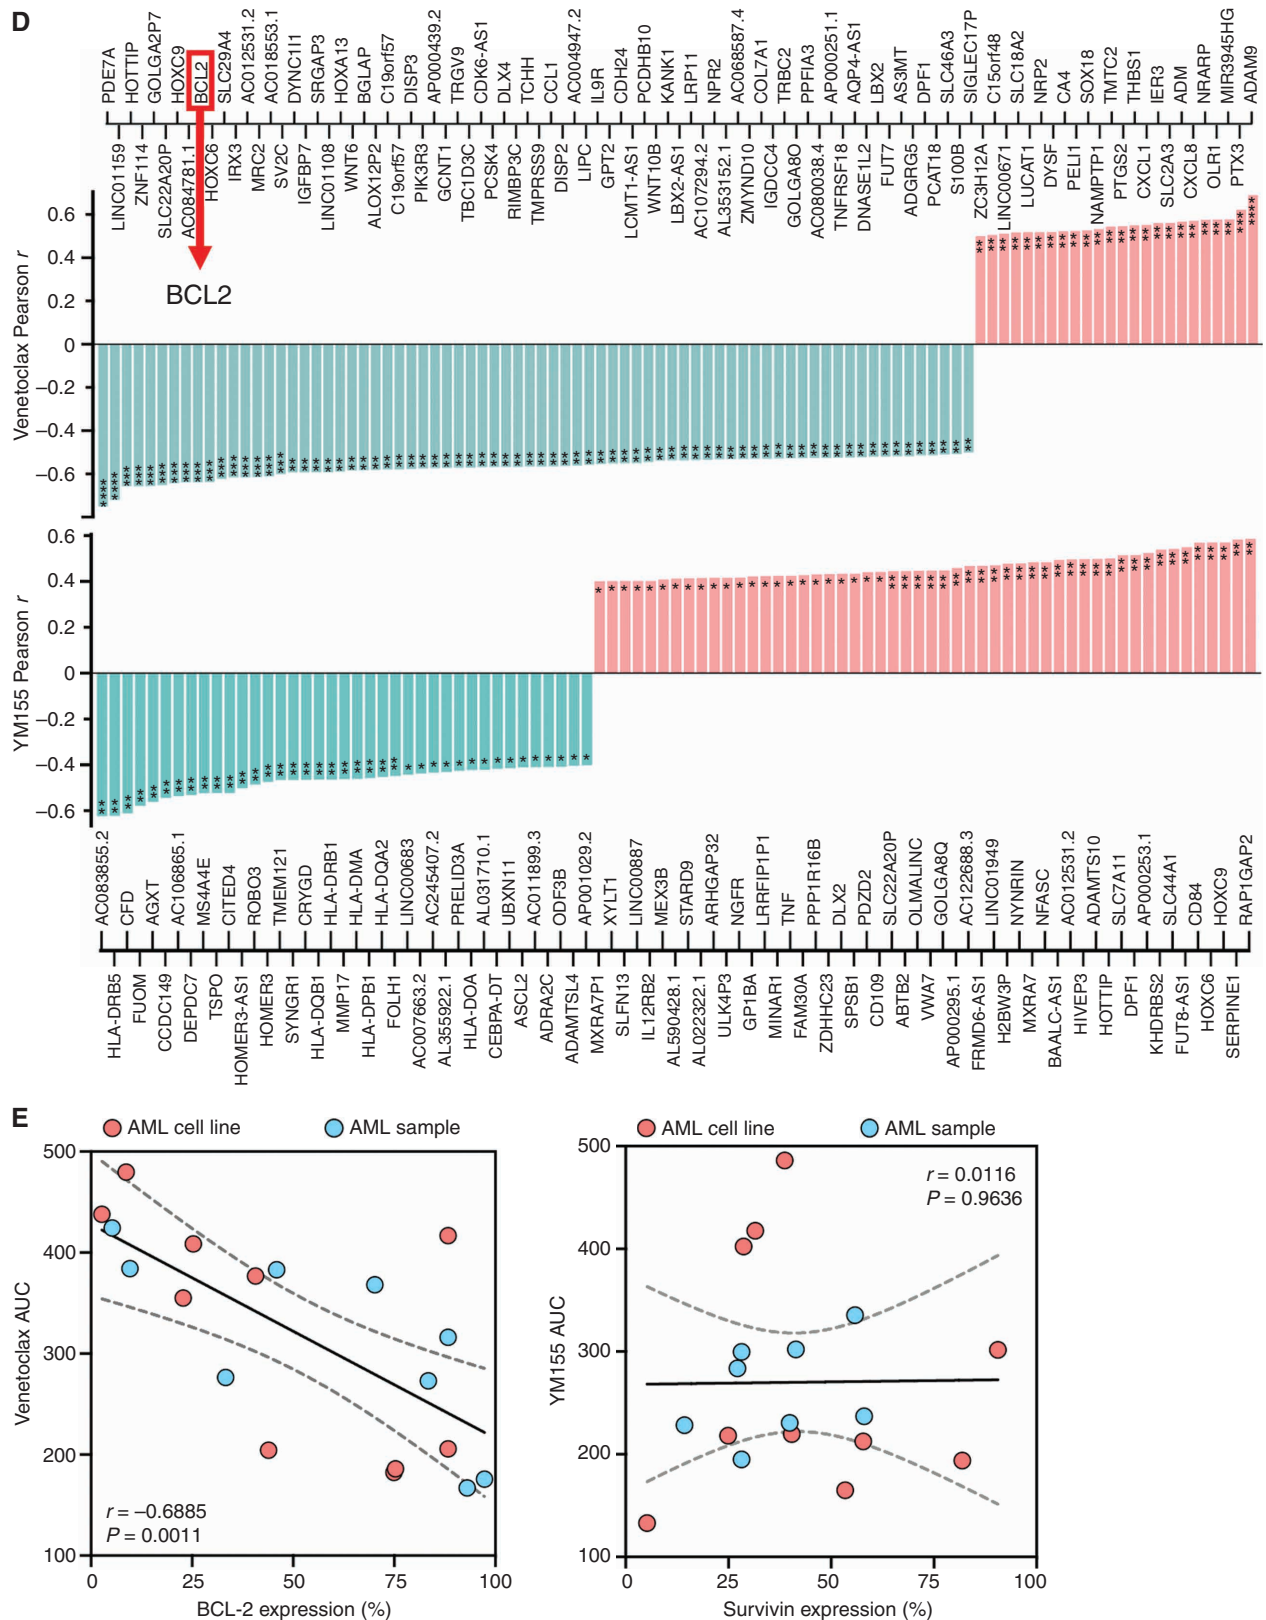 D
PDE7A
HOTTIP
GOLGA2P7
HOXC9
BCL2
SLC29A4
AC012531.2
AC018553.1
DYNC1I1
SRGAP3
HOXA13
BGLAP
C19orf57
DISP3
AP000439.2
TRGV9
CDK6-AS1
DLX4
TCHH
CCL1
AC004947.2
IL9R
CDH24
PCDHB10
KANK1
LRP11
NPR2
AC068587.4
COL7A1
TRBC2
PPFIA3
AP000251.1
AQP4-AS1
LBX2
AS3MT
DPF1
SLC46A3
SIGLEC17P
C15orf48
SLC18A2
NRP2
CA4
SOX18
TMTC2
THBS1
IER3
ADM
NRARP
MIR3945HG
ADAM9
LINC01159
ZNF114
SLC22A20P
AC084781.1
HOXC6
IRX3
MRC2
SV2C
IGFBP7
LINC01108
WNT6
ALOX12P2
C19orf57
PIK3R3
GCNT1
TBC1D3C
PCSK4
RIMBP3C
TMPRSS9
DISP2
LIPC
GPT2
LCMT1-AS1
WNT10B
LBX2-AS1
AC107294.2
AL353152.1
ZMYND10
IGDCC4
GOLGA8O
AC080038.4
TNFRSF18
DNASE1L2
FUT7
ADGRG5
PCAT18
S100B
ZC3H12A
LINC00671
LUCAT1
DYSF
PELI1
NAMPTP1
PTGS2
CXCL1
SLC2A3
CXCL8
OLR1
PTX3
Venetoclax Pearson r
0.6
0.4
0.2
0
–0.2
–0.4
–0.6
BCL2
YM155 Pearson r
0.6
0.4
0.2
0
–0.2
–0.4
–0.6
AC083855.2
CFD
AGXT
AC106865.1
MS4A4E
CITED4
ROBO3
TMEM121
CRYGD
HLA-DRB1
HLA-DMA
HLA-DQA2
LINC00683
AC245407.2
PRELID3A
AL031710.1
UBXN11
AC011899.3
ODF3B
AP001029.2
XYLT1
LINC00887
MEX3B
STARD9
ARHGAP32
NGFR
LRRFIP1P1
TNF
PPP1R16B
DLX2
PDZD2
SLC22A20P
OLMALINC
GOLGA8Q
AC122688.3
LINC01949
NYNRIN
NFASC
AC012531.2
ADAMTS10
SLC7A11
AP000253.1
SLC44A1
CD84
HOXC9
RAP1GAP2
HLA-DRB5
FUOM
CCDC149
DEPDC7
TSPO
HOMER3-AS1
HOMER3
SYNGR1
HLA-DQB1
MMP17
HLA-DPB1
FOLH1
AC007663.2
AL355922.1
HLA-DOA
CEBPA-DT
ASCL2
ADRA2C
ADAMTSL4
MXRA7P1
SLFN13
IL12RB2
AL590428.1
AL022322.1
ULK4P3
GP1BA
MINAR1
FAM30A
ZDHHC23
SPSB1
CD109
ABTB2
VWA7
AP000295.1
FRMD6-AS1
H2BW3P
MXRA7
BAALC-AS1
HIVEP3
HOTTIP
DPF1
KHDRBS2
FUT8-AS1
HOXC6
SERPINE1
E
AML cell line
AML sample
Venetoclax AUC
500
400
300
200
100
r = –0.6885
P = 0.0011
0
25
50
75
100
BCL-2 expression (%)
AML cell line
AML sample
YM155 AUC
500
400
300
200
100
r = 0.0116
P = 0.9636
0
25
50
75
100
Survivin expression (%)